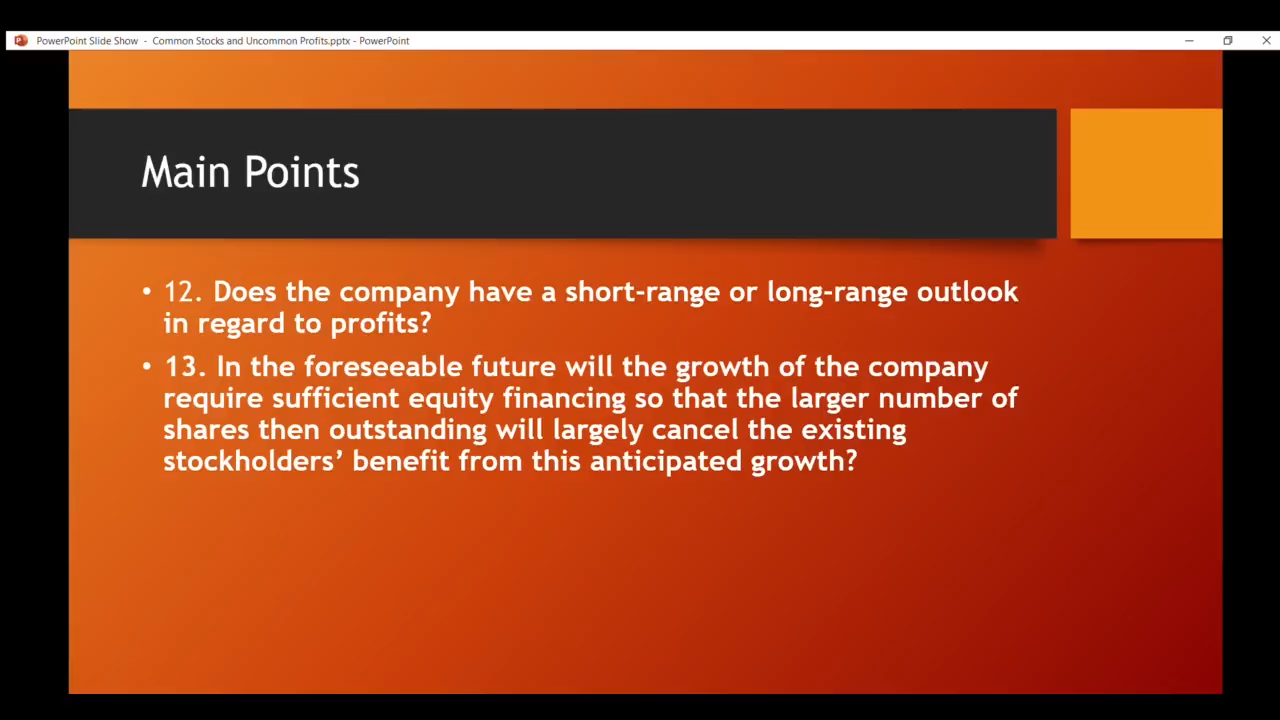 PowerPoint Slide Show - Common Stocks and Uncommon Profits.pptx - PowerPoint
Main Points
• 12. Does the company have a short-range or long-range outlook
in regard to profits?
• 13. In the foreseeable future will the growth of the company
require sufficient equity financing so that the larger number of
shares then outstanding will largely cancel the existing
stockholders’ benefit from this anticipated growth?